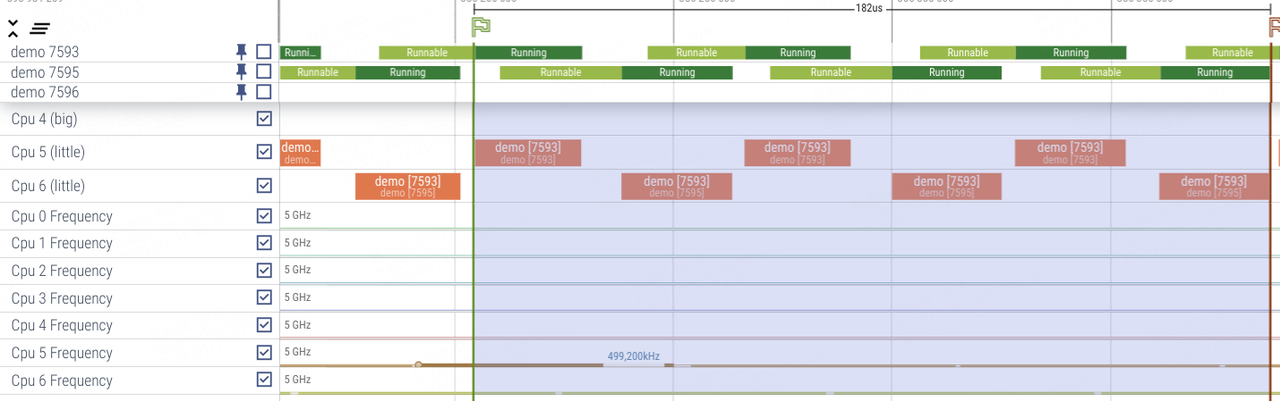 182us
demo 7593 Runni... Runnable Running Runnable Running Runnable Running Runnable
demo 7595 Runnable Running Runnable Running Runnable Running Runnable Running
demo 7596
Cpu 4 (big)
Cpu 5 (little) demo... demo [7593] demo [7593] demo [7593]
demo... demo [7593] demo [7593] demo [7593]
Cpu 6 (little) demo [7593] demo [7593] demo [7593] demo [7593]
demo [7595] demo [7595] demo [7595] demo [7595]
Cpu 0 Frequency 5 GHz
Cpu 1 Frequency 5 GHz
Cpu 2 Frequency 5 GHz
Cpu 3 Frequency 5 GHz
Cpu 4 Frequency 5 GHz
Cpu 5 Frequency 5 GHz 499,200kHz
Cpu 6 Frequency 5 GHz